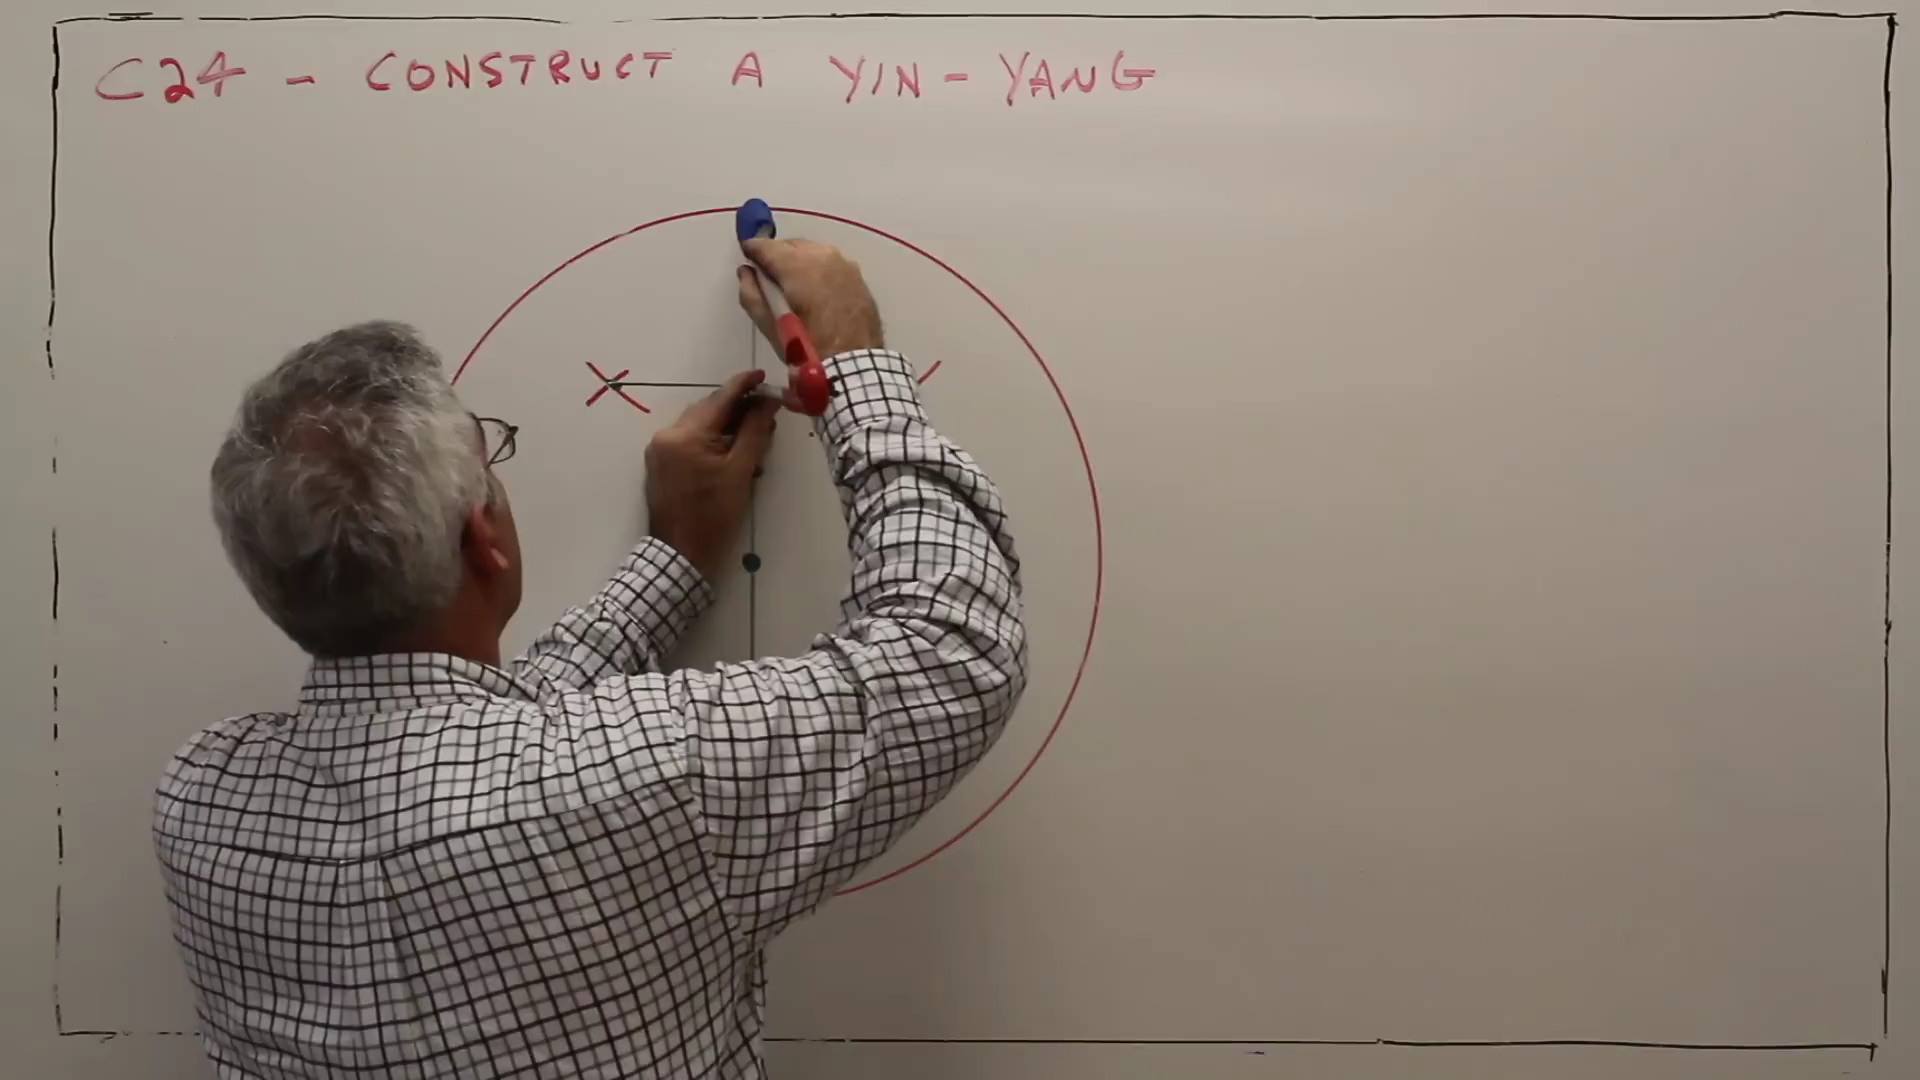 C24 - CONSTRUCT A YIN - YANG